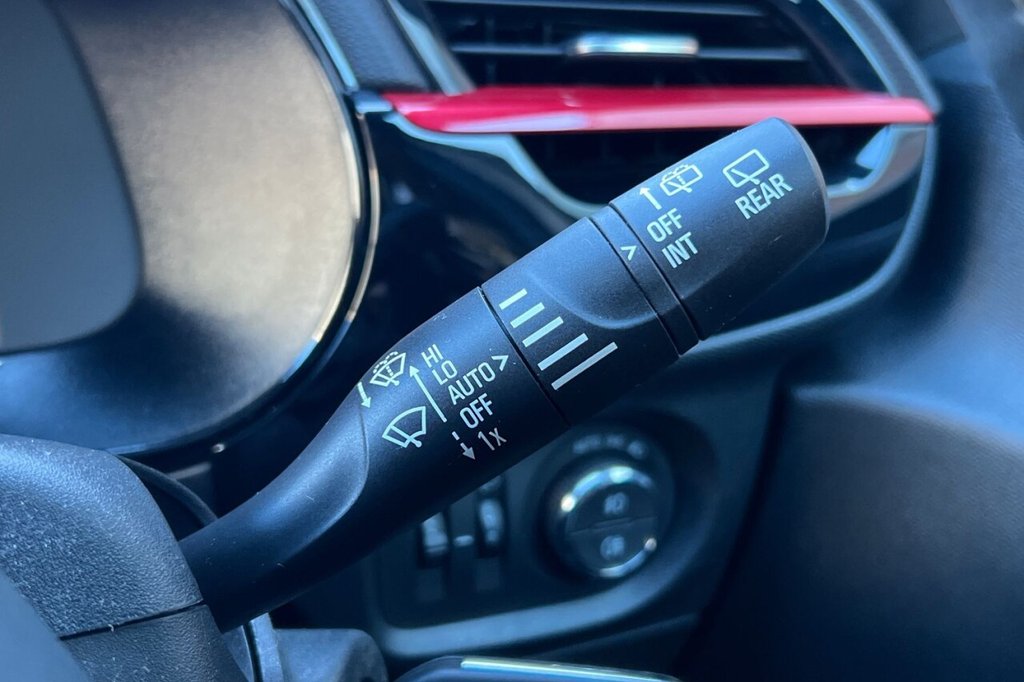 HI
LO
AUTO >
OFF
1x
>
OFF
INT
REAR